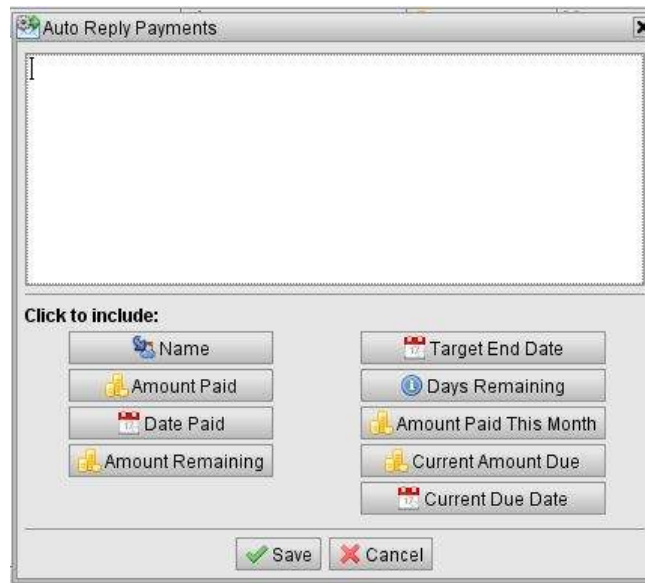 Auto Reply Payments
Click to include:
Name
Amount Paid
Date Paid
Amount Remaining
Target End Date
Days Remaining
Amount Paid This Month
Current Amount Due
Current Due Date
Save
Cancel